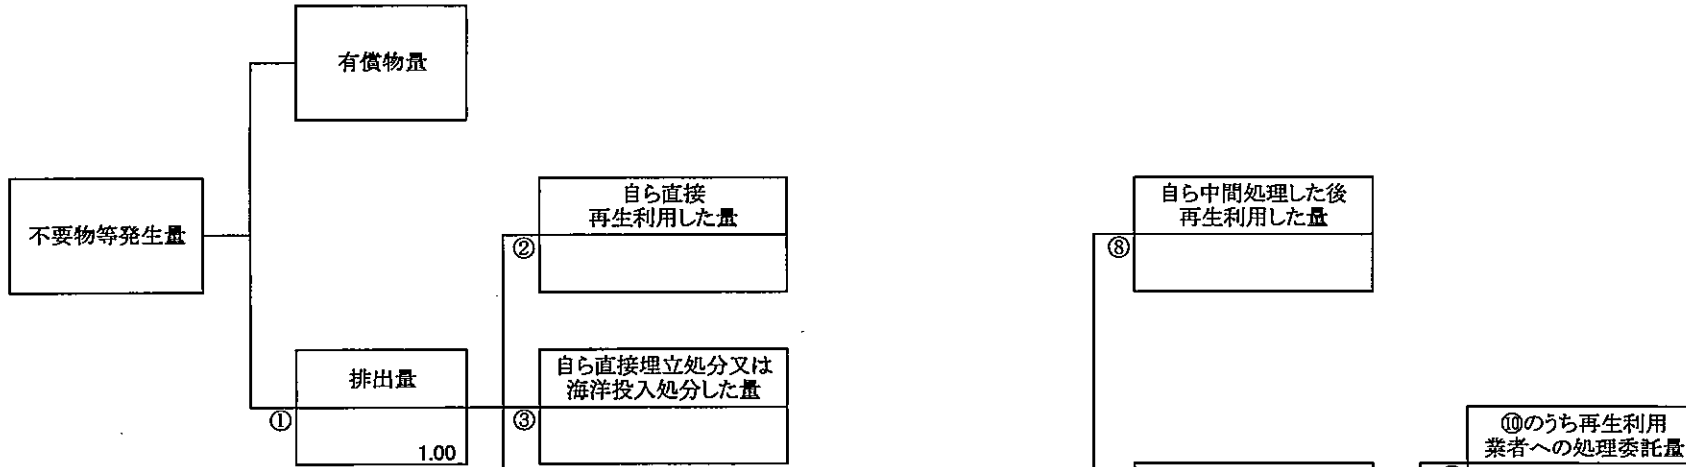 有償物量
不要物等発生量
自ら直接
再生利用した量
②
自ら中間処理した後
再生利用した量
⑧
排出量
①
1.00
自ら直接埋立処分又は
海洋投入処分した量
③
⑩のうち再生利用
業者への処理委託量